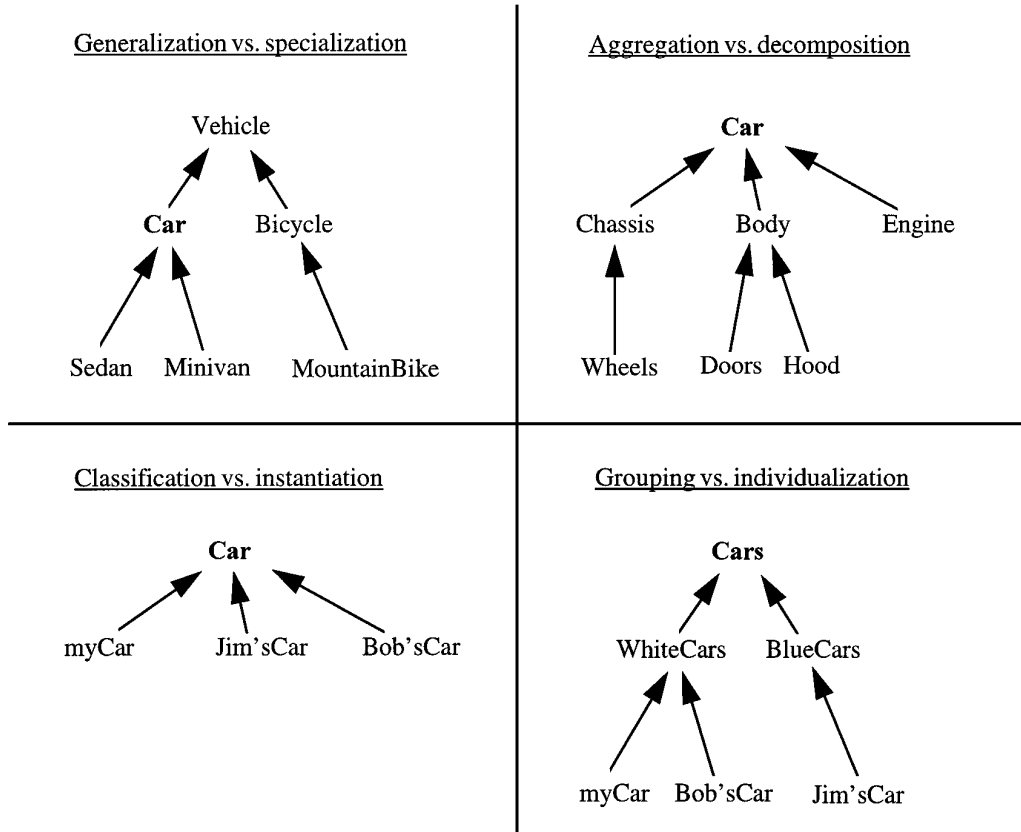 Generalization vs. specialization
Vehicle
Car Bicycle
Sedan Minivan MountainBike
Aggregation vs. decomposition
Car
Chassis Body Engine
Wheels Doors Hood
Classification vs. instantiation
Car
myCar Jim'sCar Bob'sCar
Grouping vs. individualization
Cars
WhiteCars BlueCars
myCar Bob'sCar Jim'sCar